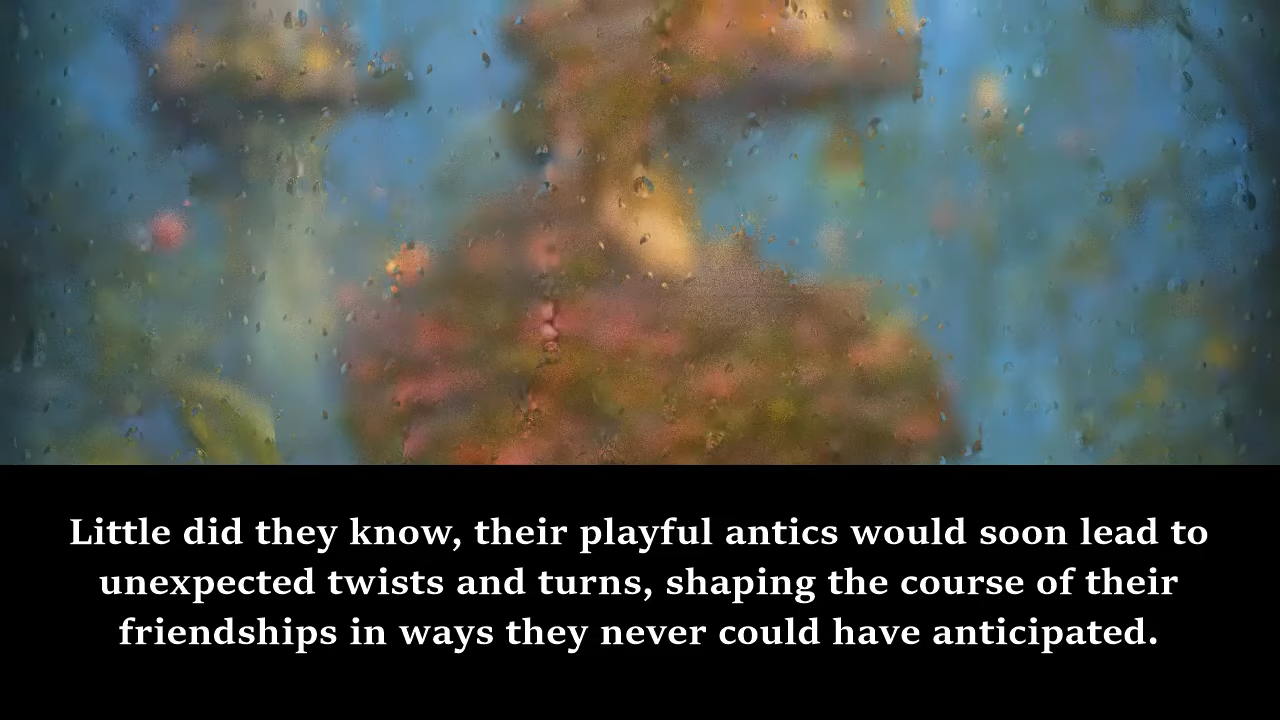 Little did they know, their playful antics would soon lead to
unexpected twists and turns, shaping the course of their
friendships in ways they never could have anticipated.